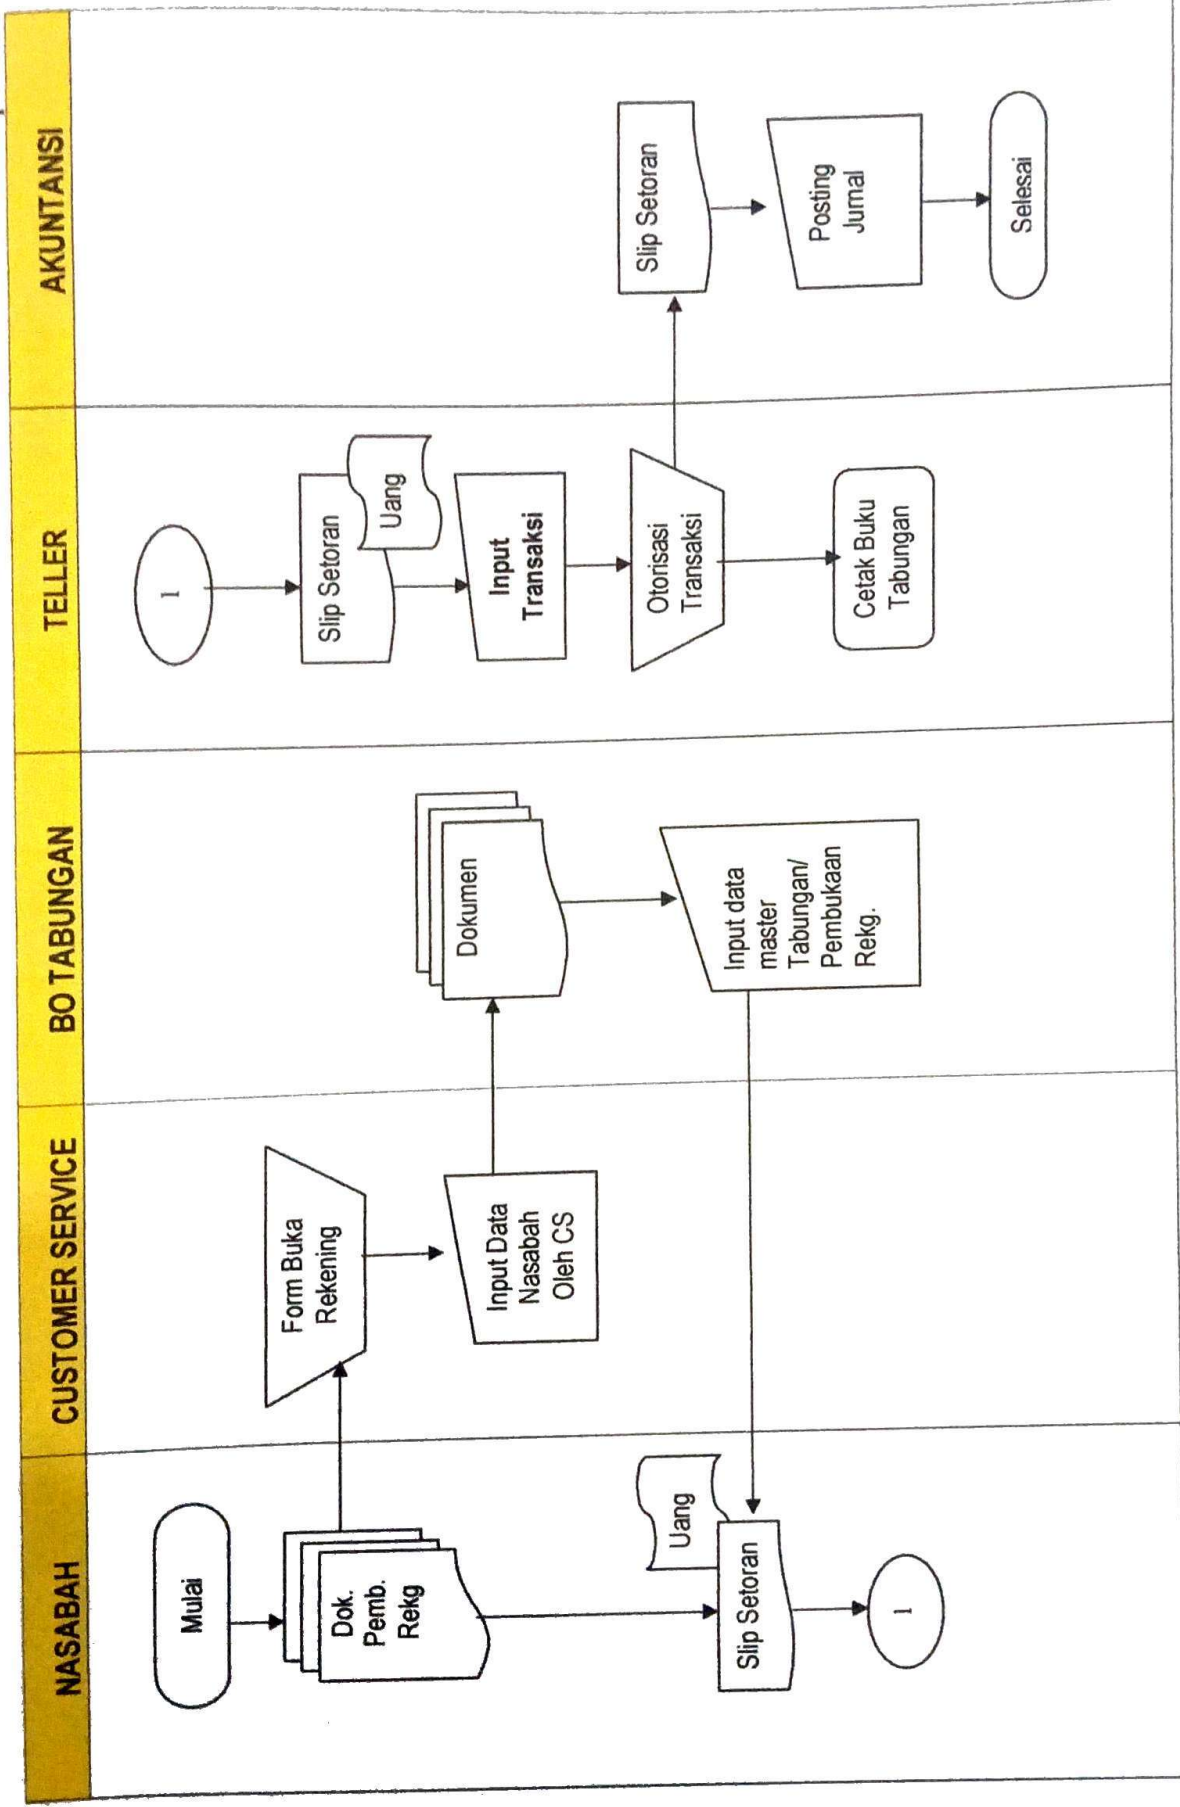 NASABAH
CUSTOMER SERVICE
BO TABUNGAN
TELLER
AKUNTANSI
Mulai
Dok.
Pemb.
Rekg
Uang
Slip Setoran
1
Form Buka
Rekening
Input Data
Nasabah
Oleh CS
Dokumen
Input data
master
Tabungan/
Pembukaan
Rekg.
1
Slip Setoran
Uang
Input
Transaksi
Otorisasi
Transaksi
Cetak Buku
Tabungan
Slip Setoran
Posting
Jurnal
Selesai